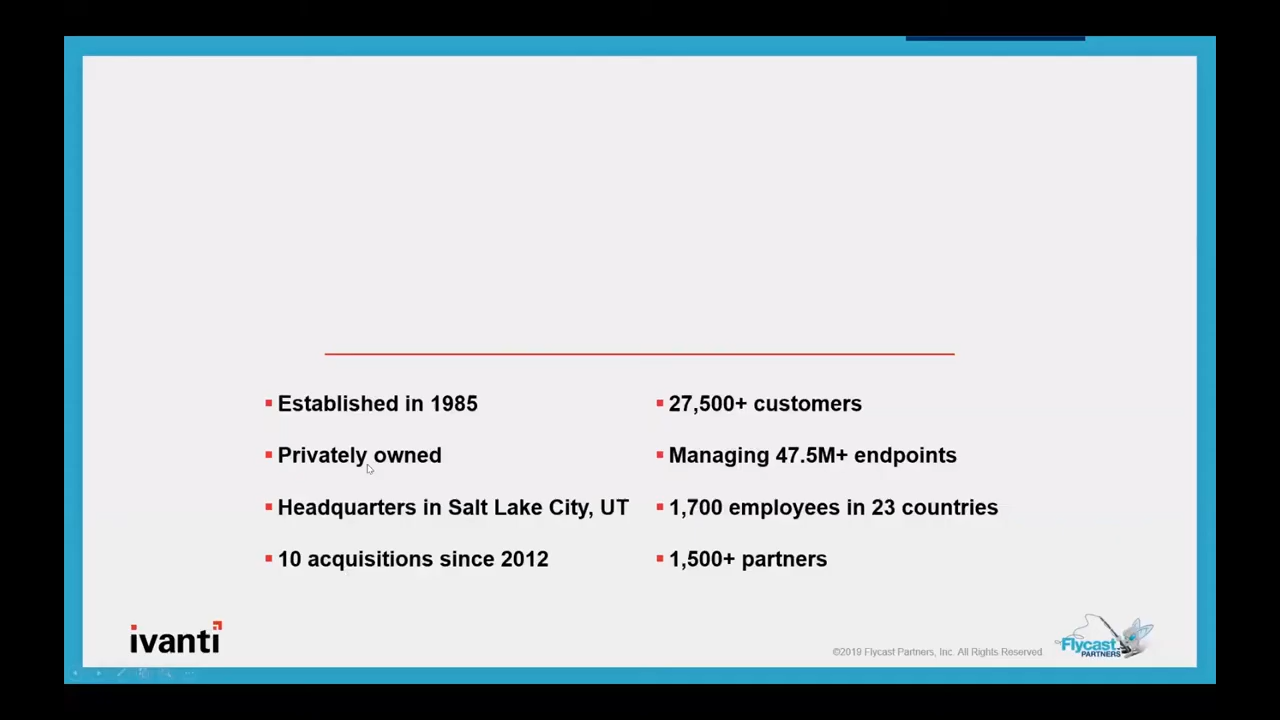 Established in 1985
Privately owned
Headquarters in Salt Lake City, UT
10 acquisitions since 2012
27,500+ customers
Managing 47.5M+ endpoints
1,700 employees in 23 countries
1,500+ partners
ivanti
©2019 Flycast Partners, Inc. All Rights Reserved.
Flycast
PARTNERS